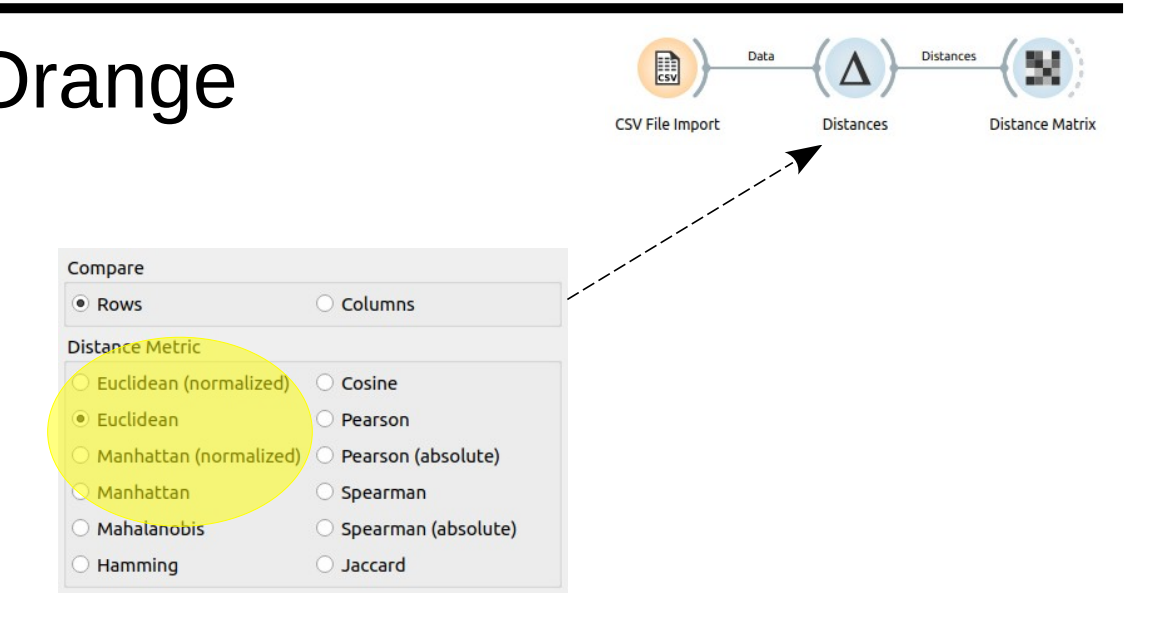 Orange
Data
Distances
CSV
CSV File Import
Δ
Distances
Distance Matrix
Compare
Rows
Columns
Distance Metric
Euclidean (normalized)
Cosine
Euclidean
Pearson
Manhattan (normalized)
Pearson (absolute)
Manhattan
Spearman
Mahalanobis
Spearman (absolute)
Hamming
Jaccard